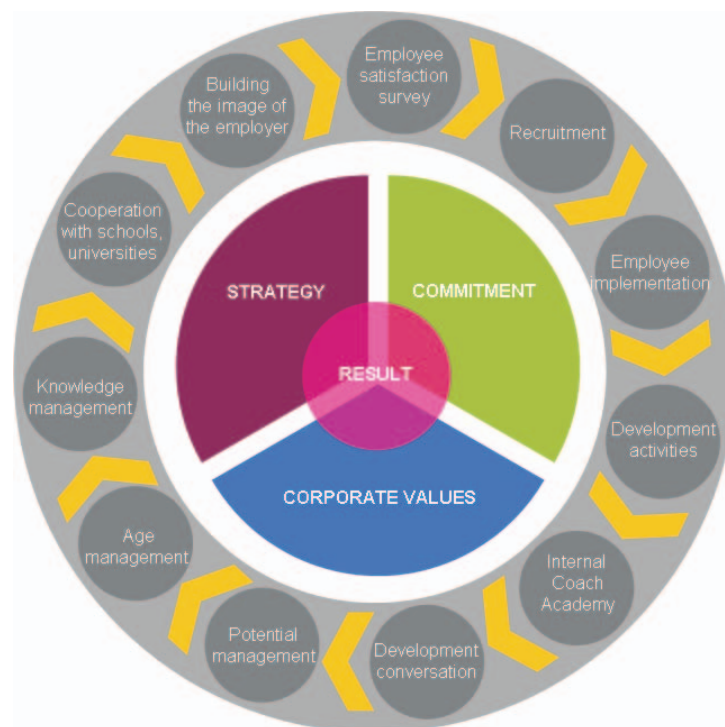 Employee
satisfaction
survey
Recruitment
Employee
implementation
Development
activities
Internal
Coach
Academy
Development
conversation
Potential
management
Age
management
Knowledge
management
Cooperation
with schools,
universities
Building
the image of
the employer
STRATEGY
COMMITMENT
RESULT
CORPORATE VALUES